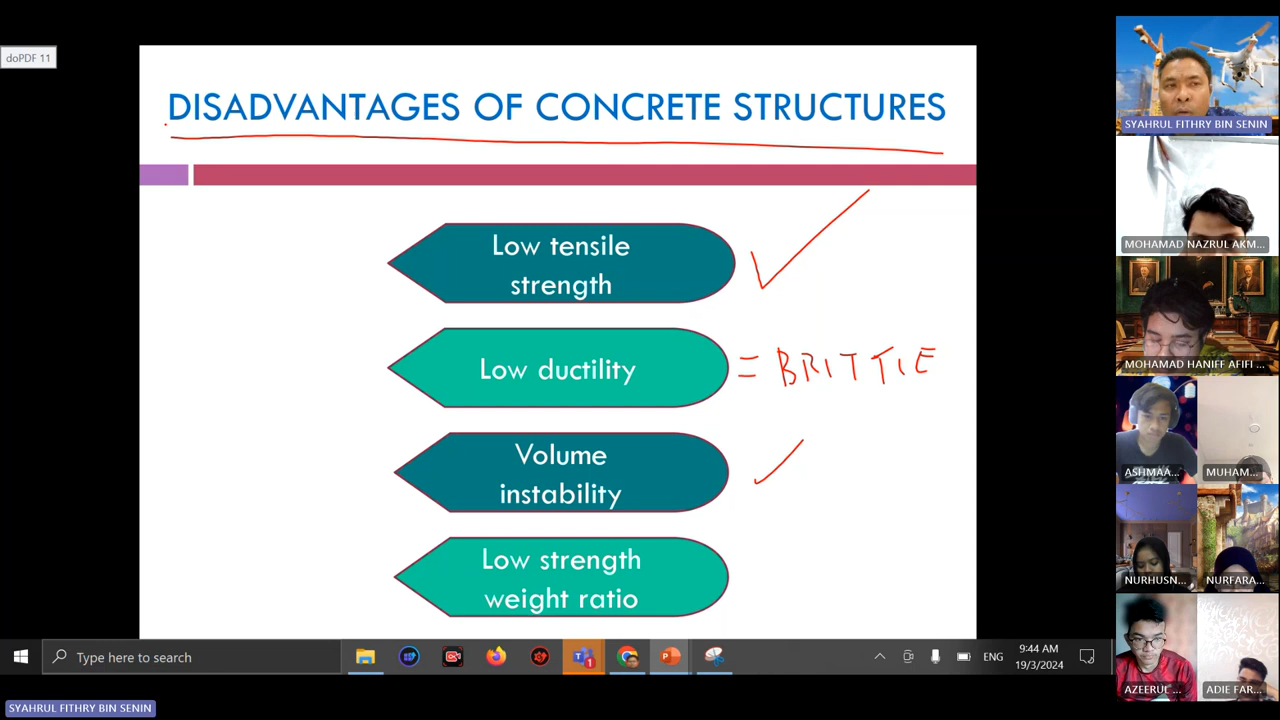 doPDF 11
DISADVANTAGES OF CONCRETE STRUCTURES
Low tensile
strength
Low ductility
= BRITTLE
Volume
instability
Low strength
weight ratio
SYAHRUL FITHRY BIN SENIN
MOHAMAD NAZRUL AKM...
MOHAMAD HANIFF AFIFI ...
ASHMAA...
MUHAM...
NURHUSN...
NURFARA...
AZEERUL ...
ADIE FAR...
Type here to search
1
ENG
9:44 AM
19/3/2024
SYAHRUL FITHRY BIN SENIN